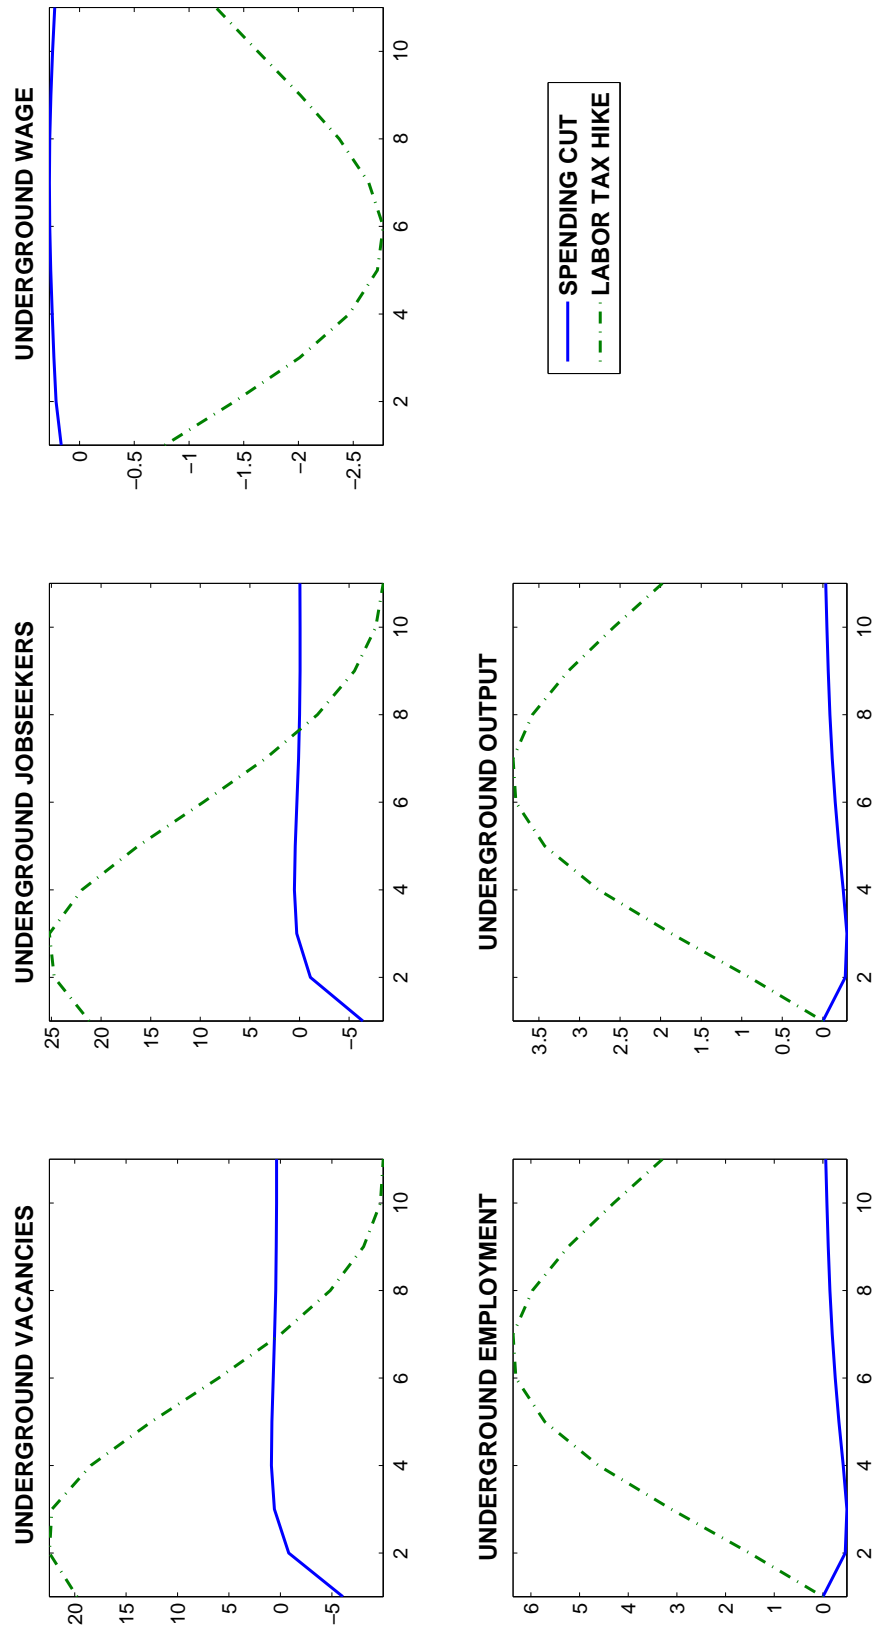 UNDERGROUND VACANCIES
20
15
10
5
0
−5
2 4 6 8 10
UNDERGROUND JOBSEEKERS
25
20
15
10
5
0
−5
2 4 6 8 10
UNDERGROUND WAGE
0
−0.5
−1
−1.5
−2
−2.5
2 4 6 8 10
UNDERGROUND EMPLOYMENT
6
5
4
3
2
1
0
2 4 6 8 10
UNDERGROUND OUTPUT
3.5
3
2.5
2
1.5
1
0.5
0
2 4 6 8 10
SPENDING CUT
LABOR TAX HIKE